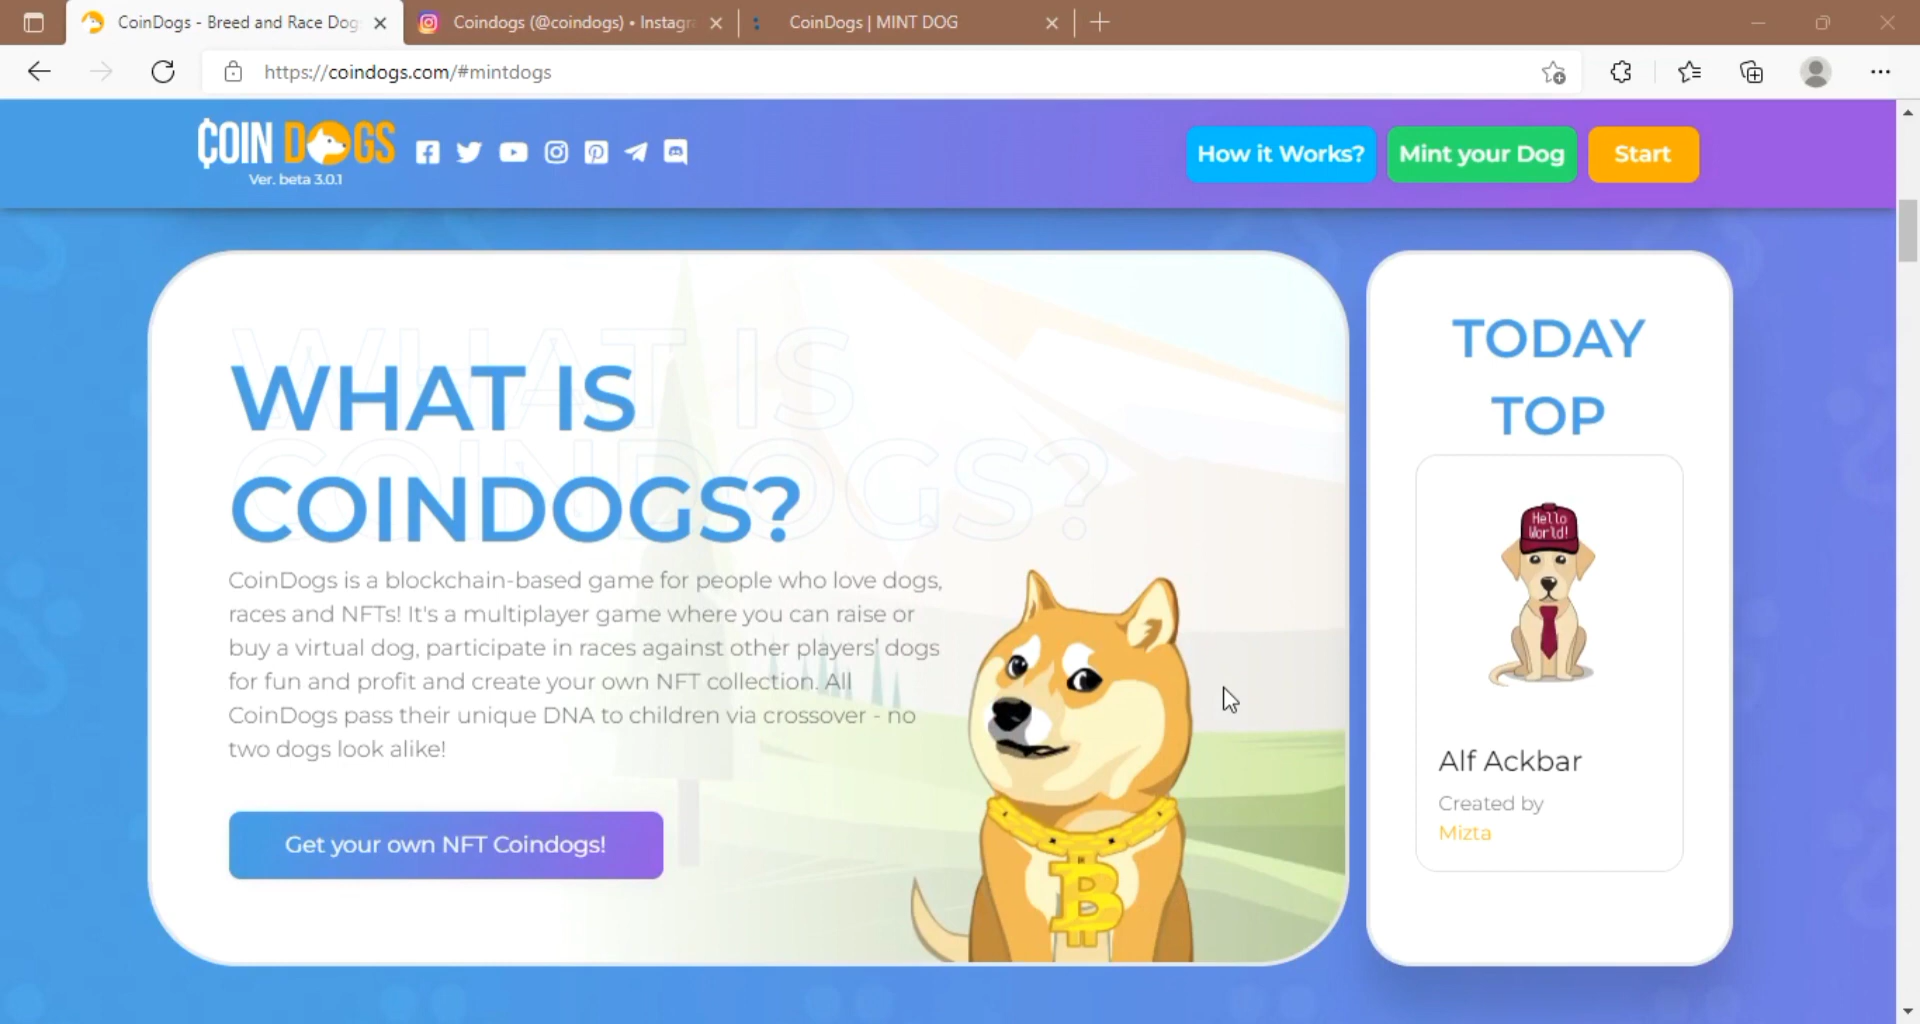 CoinDogs - Breed and Race Dog
Coindogs (@coindogs) • Instagr
CoinDogs | MINT DOG
https://coindogs.com/#mintdogs
COIN DOGS
Ver. beta 3.0.1
How it Works?
Mint your Dog
Start
WHAT IS
COINDOGS?
WHAT IS
COINDOGS?
CoinDogs is a blockchain-based game for people who love dogs,
races and NFTs! It's a multiplayer game where you can raise or
buy a virtual dog, participate in races against other players' dogs
for fun and profit and create your own NFT collection. All
CoinDogs pass their unique DNA to children via crossover - no
two dogs look alike!
Get your own NFT Coindogs!
TODAY
TOP
Hello
World!
Alf Ackbar
Created by
Mizta